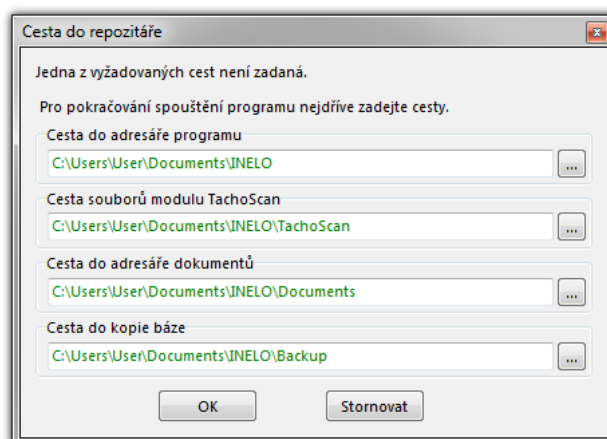 Cesta do repozitáře
Jedna z vyžadovaných cest není zadaná.
Pro pokračování spouštění programu nejdříve zadejte cesty.
Cesta do adresáře programu
C:\Users\User\Documents\INELO
...
Cesta souborů modulu TachoScan
C:\Users\User\Documents\INELO\TachoScan
...
Cesta do adresáře dokumentů
C:\Users\User\Documents\INELO\Documents
...
Cesta do kopie báze
C:\Users\User\Documents\INELO\Backup
...
OK Stornovat